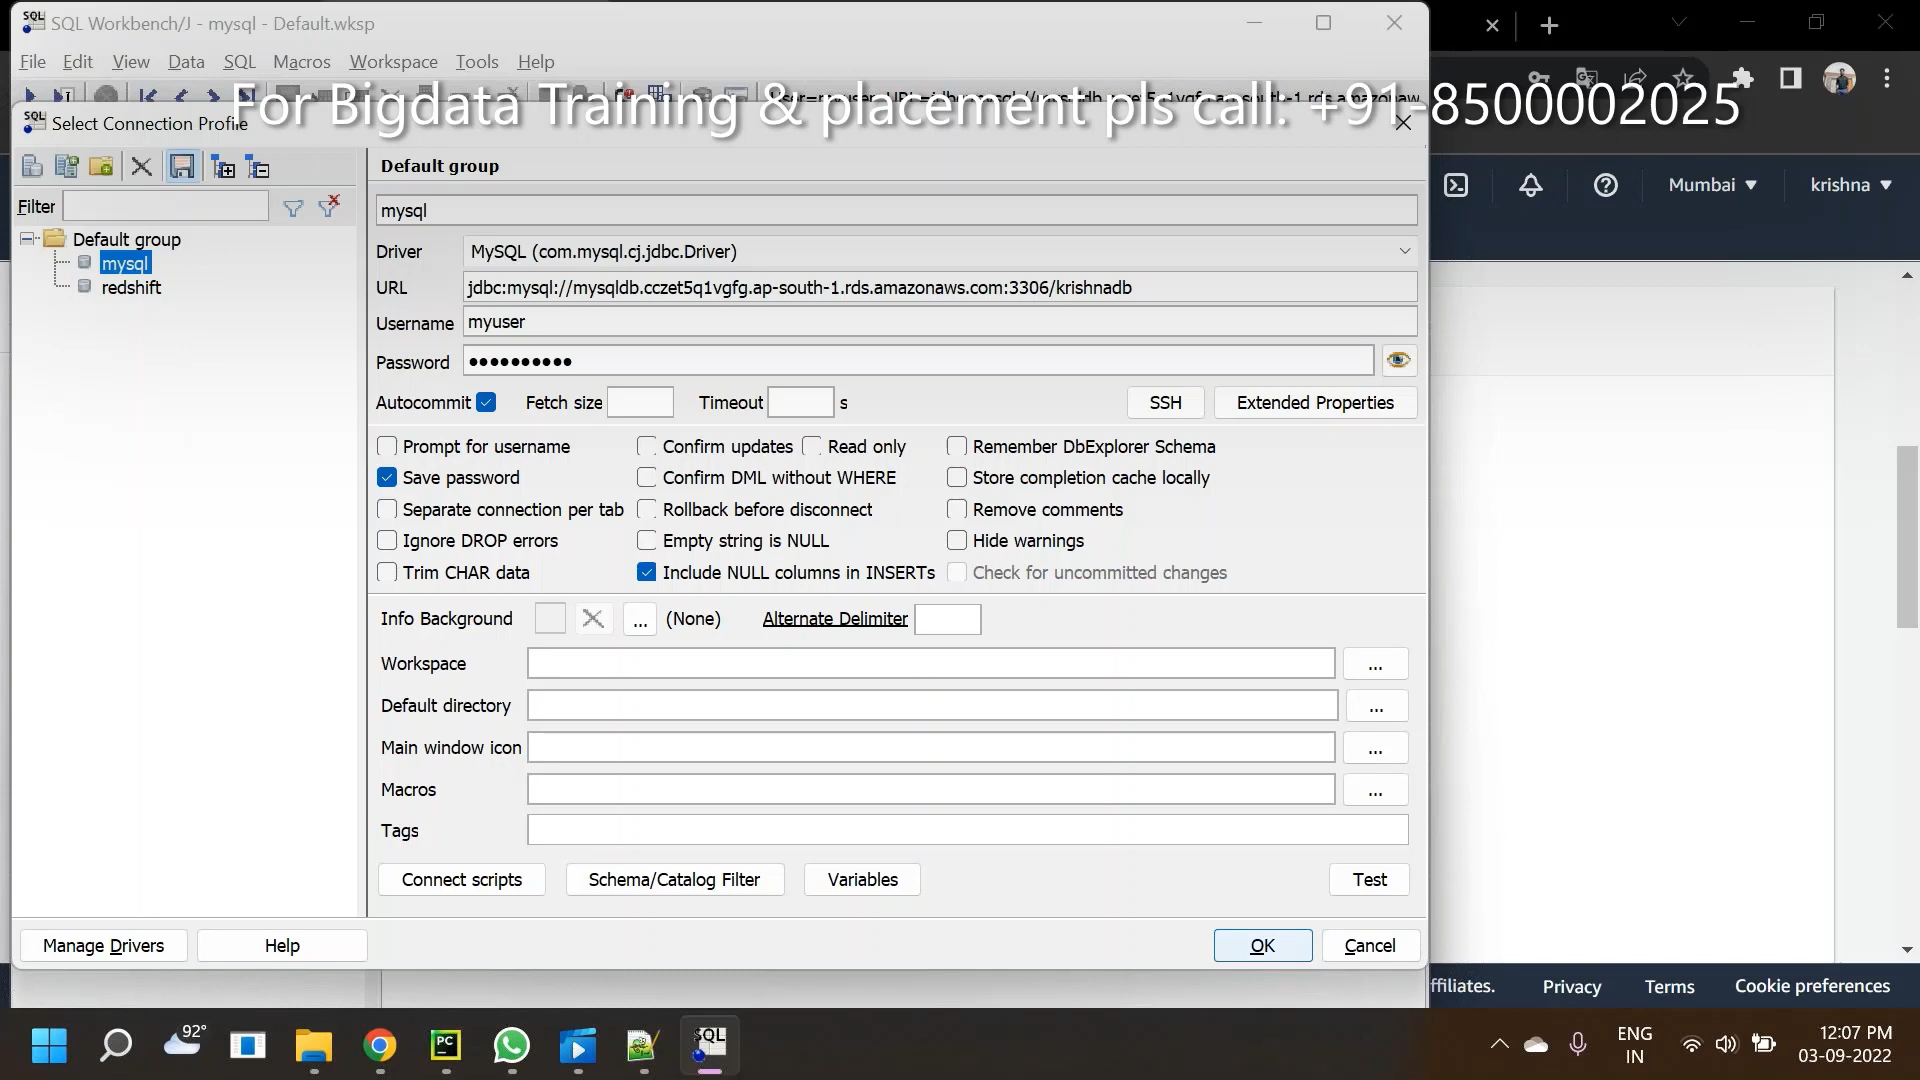 SQL Workbench/J - mysql - Default.wksp
File Edit View Data SQL Macros Workspace Tools Help
For Bigdata Training & placement pls call: +91-8500002025
Select Connection Profile
Default group
Mumbai krishna
Filter
mysql
Default group
mysql
redshift
Driver MySQL (com.mysql.cj.jdbc.Driver)
URL jdbc:mysql://mysqldb.cczet5q1vgfg.ap-south-1.rds.amazonaws.com:3306/krishnadb
Username myuser
Password ●●●●●●●●●●
Autocommit Fetch size Timeout s SSH Extended Properties
Prompt for username Confirm updates Read only Remember DbExplorer Schema
Save password Confirm DML without WHERE Store completion cache locally
Separate connection per tab Rollback before disconnect Remove comments
Ignore DROP errors Empty string is NULL Hide warnings
Trim CHAR data Include NULL columns in INSERTs Check for uncommitted changes
Info Background ... (None) Alternate Delimiter
Workspace ...
Default directory ...
Main window icon ...
Macros ...
Tags
Connect scripts Schema/Catalog Filter Variables Test
Manage Drivers Help OK Cancel
ffiliates. Privacy Terms Cookie preferences
92°
PC
SQL
ENG
IN
12:07 PM
03-09-2022